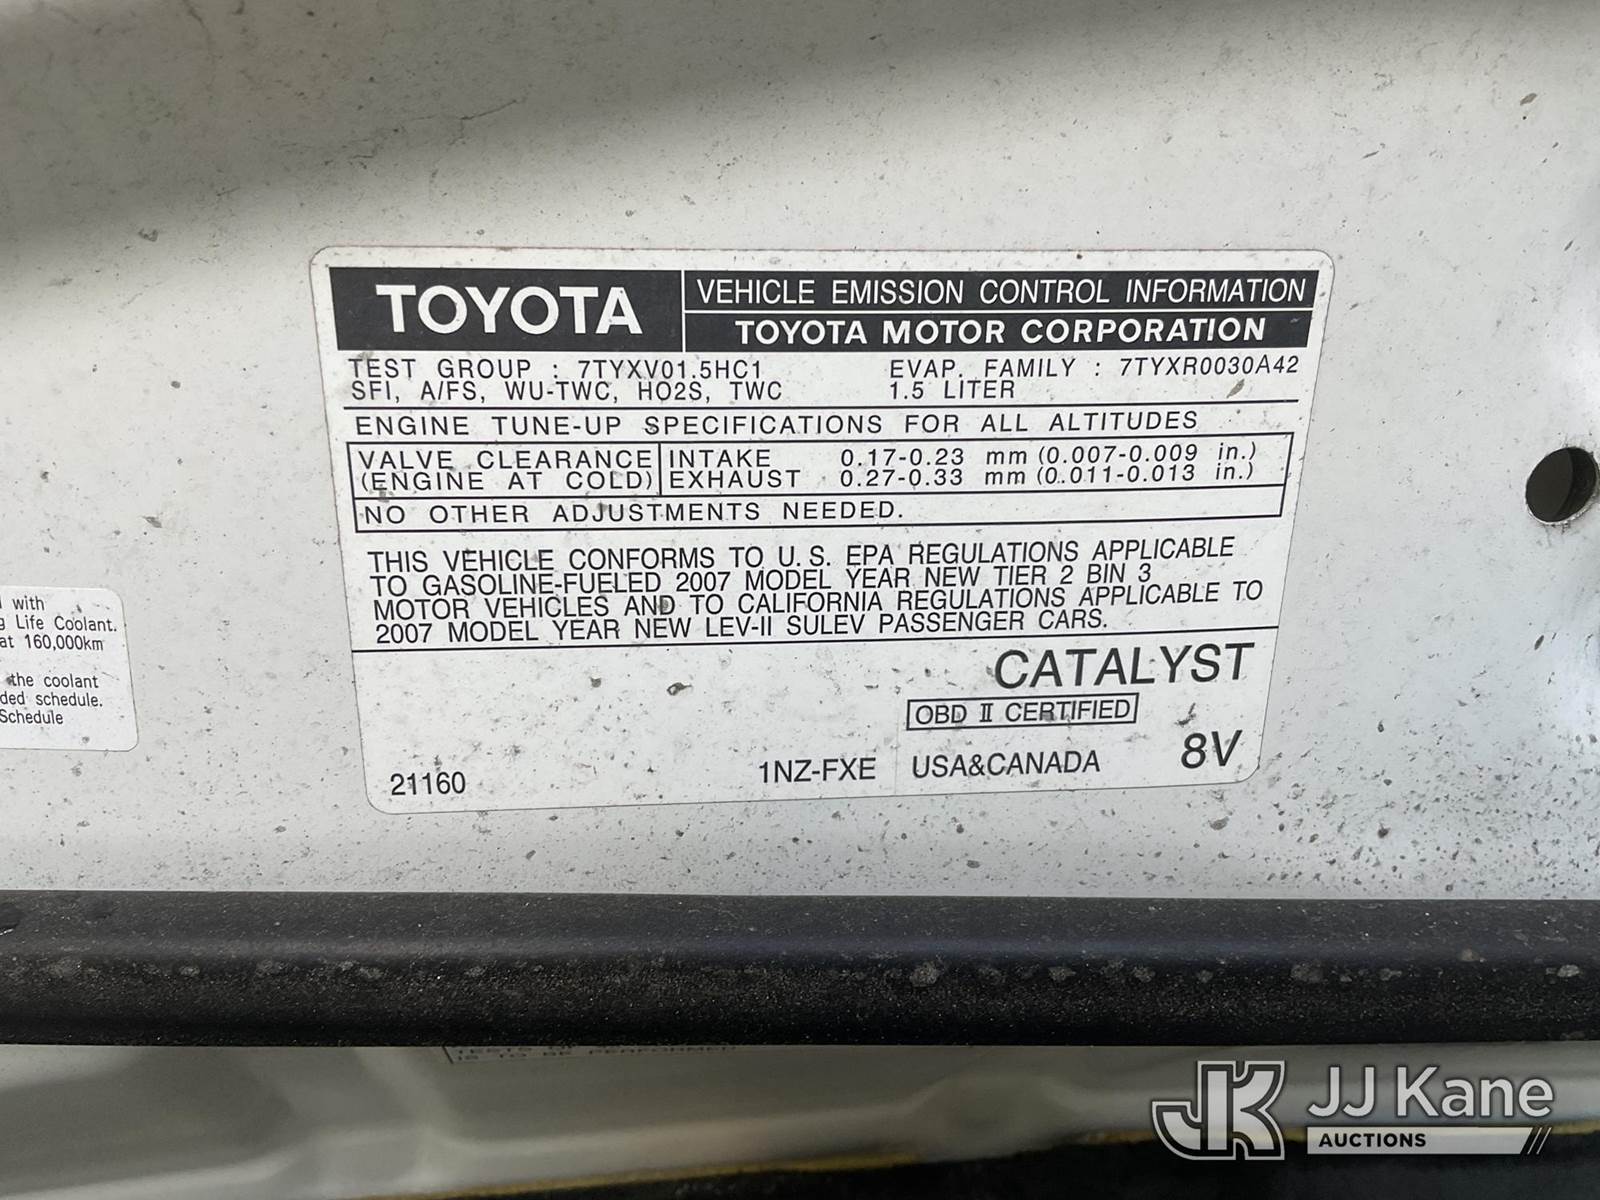 TOYOTA
VEHICLE EMISSION CONTROL INFORMATION
TOYOTA MOTOR CORPORATION
TEST GROUP : 7TYXV01.5HC1 EVAP. FAMILY : 7TYXR0030A42
SFI, A/FS, WU-TWC, HO2S, TWC 1.5 LITER
ENGINE TUNE-UP SPECIFICATIONS FOR ALL ALTITUDES
VALVE CLEARANCE INTAKE 0.17-0.23 mm (0.007-0.009 in.)
(ENGINE AT COLD) EXHAUST 0.27-0.33 mm (0.011-0.013 in.)
NO OTHER ADJUSTMENTS NEEDED.
THIS VEHICLE CONFORMS TO U.S. EPA REGULATIONS APPLICABLE
TO GASOLINE-FUELED 2007 MODEL YEAR NEW TIER 2 BIN 3
MOTOR VEHICLES AND TO CALIFORNIA REGULATIONS APPLICABLE TO
2007 MODEL YEAR NEW LEV-II SULEV PASSENGER CARS.
CATALYST
OBD II CERTIFIED
21160 1NZ-FXE USA&CANADA 8V
with
Life Coolant.
at 160,000km
the coolant
ded schedule.
Schedule
IS TO BE PERFORMED
JK JJ Kane
AUCTIONS